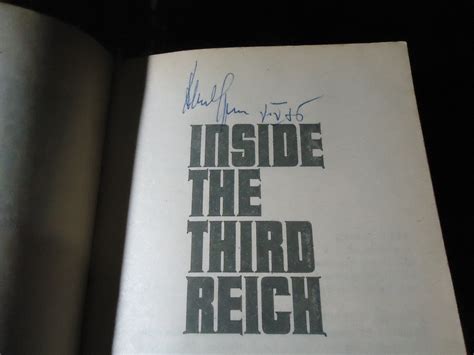 INSIDE
THE
THIRD
REICH